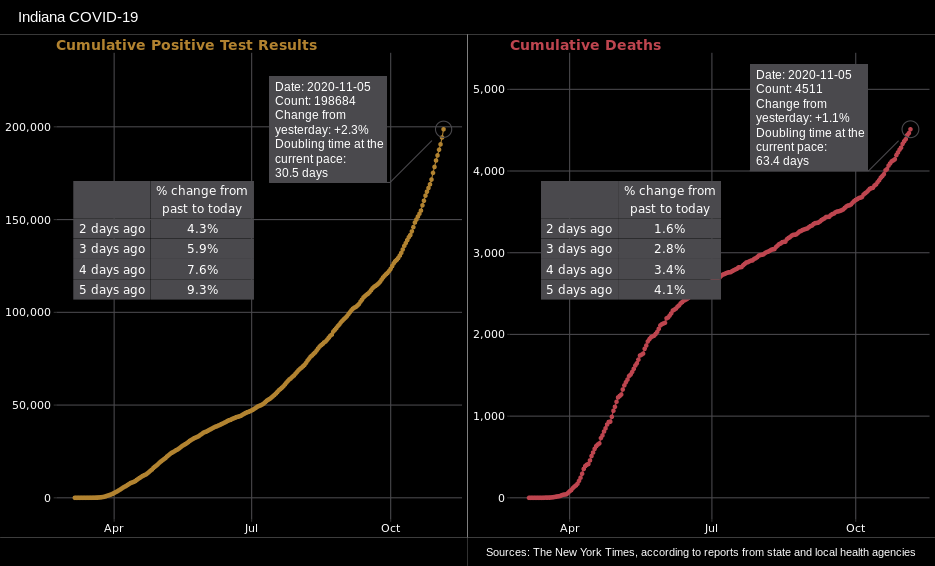 Indiana COVID-19
Cumulative Positive Test Results
Date: 2020-11-05
Count: 198684
Change from
yesterday: +2.3%
Doubling time at the
current pace:
30.5 days
% change from
past to today
2 days ago 4.3%
3 days ago 5.9%
4 days ago 7.6%
5 days ago 9.3%
200,000
150,000
100,000
50,000
0
Apr Jul Oct
Cumulative Deaths
Date: 2020-11-05
Count: 4511
Change from
yesterday: +1.1%
Doubling time at the
current pace:
63.4 days
% change from
past to today
2 days ago 1.6%
3 days ago 2.8%
4 days ago 3.4%
5 days ago 4.1%
5,000
4,000
3,000
2,000
1,000
0
Apr Jul Oct
Sources: The New York Times, according to reports from state and local health agencies